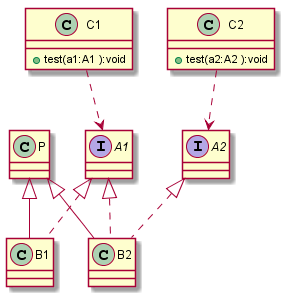 C C1
test(a1:A1 ):void
C C2
test(a2:A2 ):void
C P
I A1
I A2
C B1
C B2